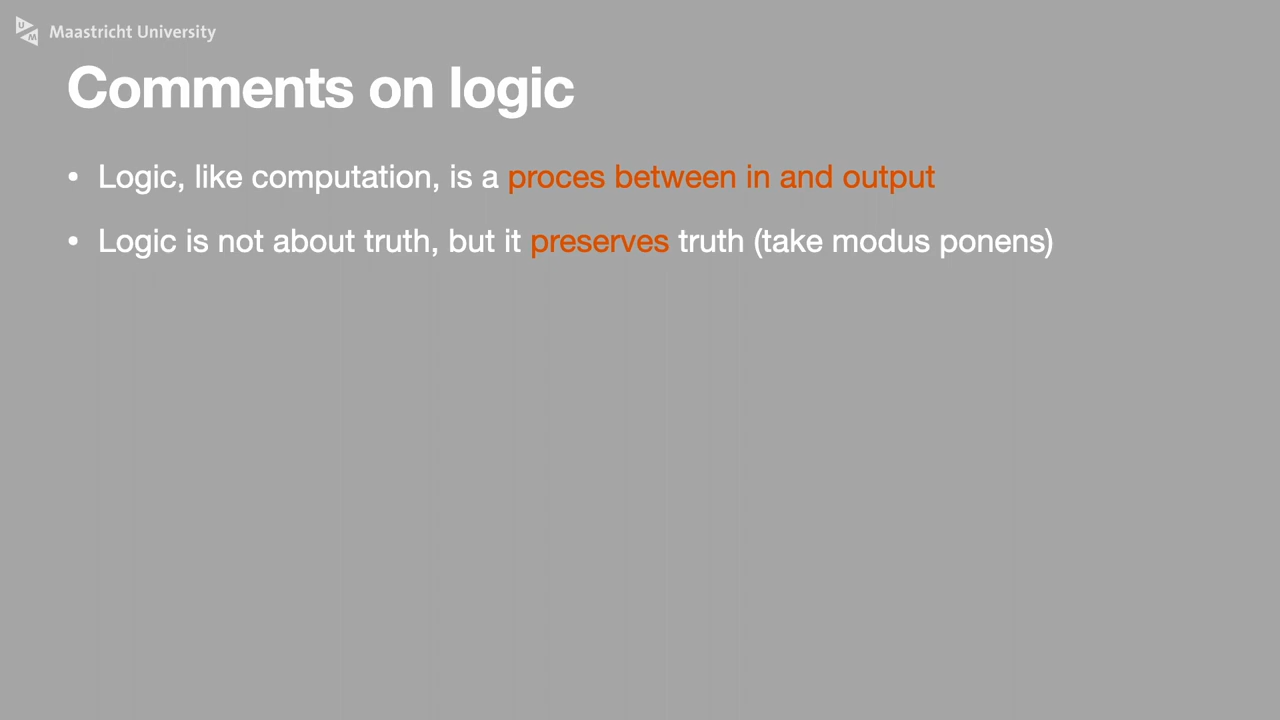 Maastricht University
Comments on logic
• Logic, like computation, is a proces between in and output
• Logic is not about truth, but it preserves truth (take modus ponens)